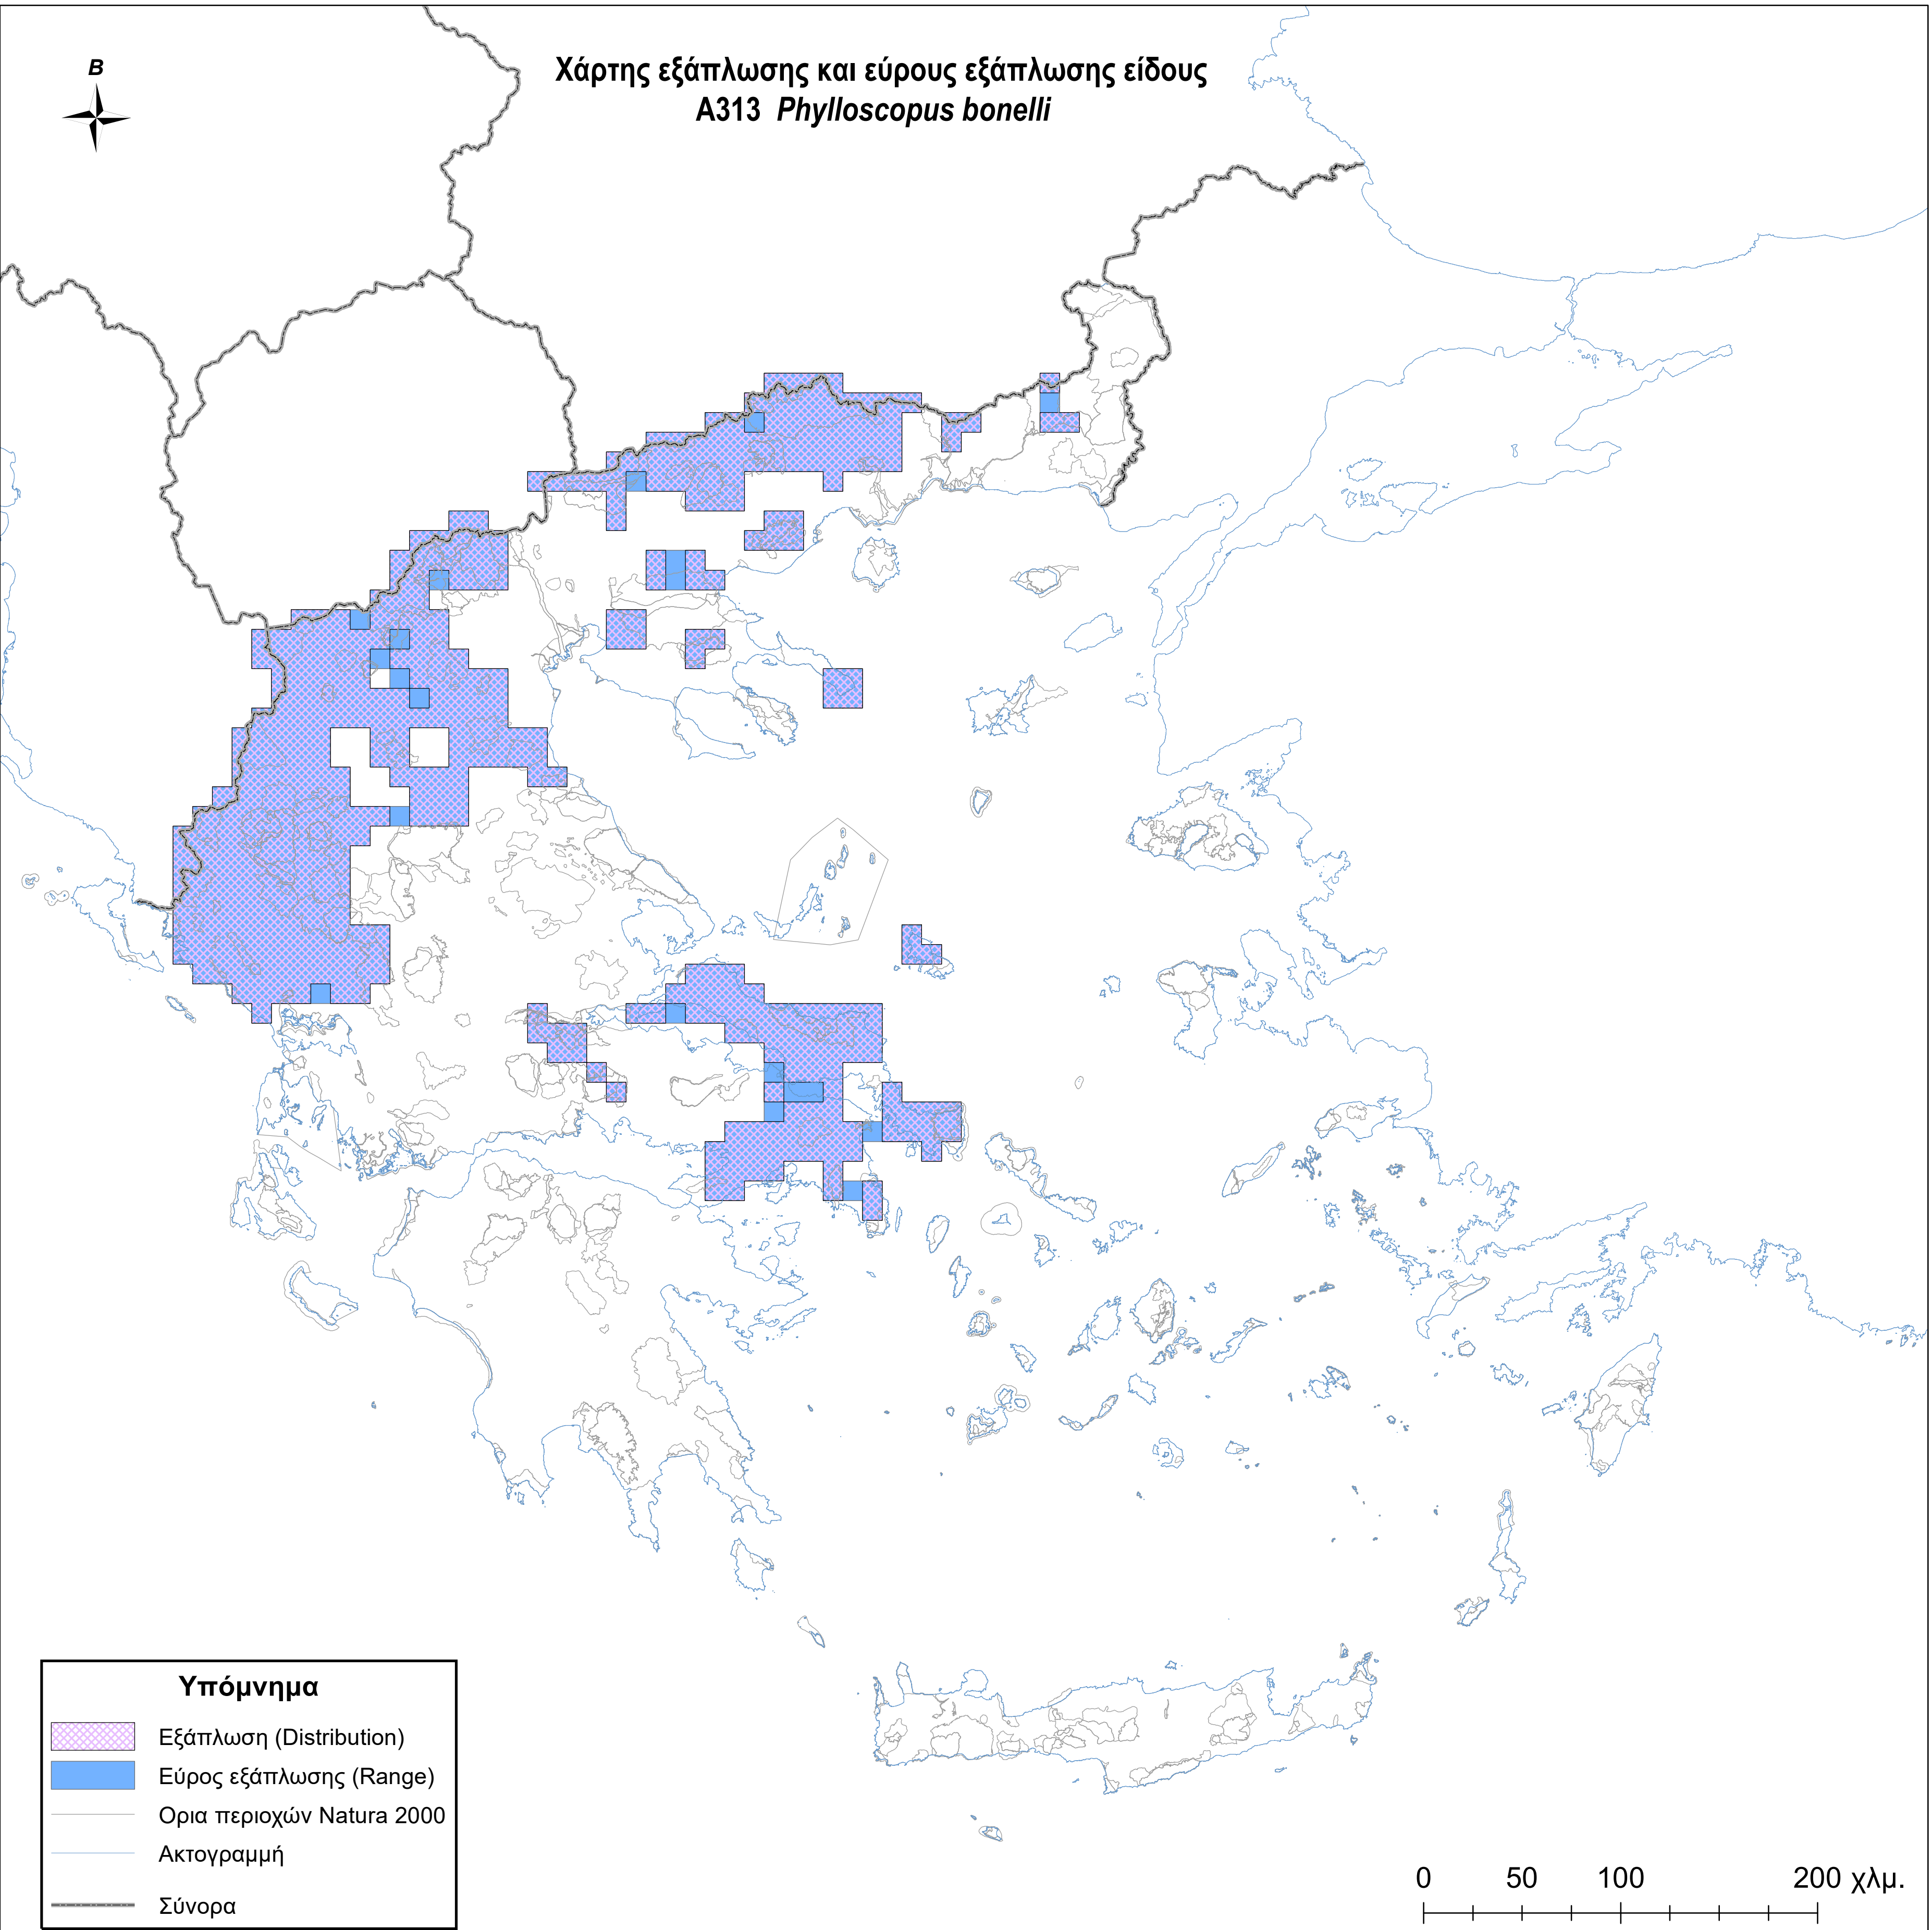 Β
Χάρτης εξάπλωσης και εύρους εξάπλωσης είδους
A313 Phylloscopus bonelli
Υπόμνημα
Εξάπλωση (Distribution)
Εύρος εξάπλωσης (Range)
Ορια περιοχών Natura 2000
Ακτογραμμή
Σύνορα
0 50 100 200 χλμ.